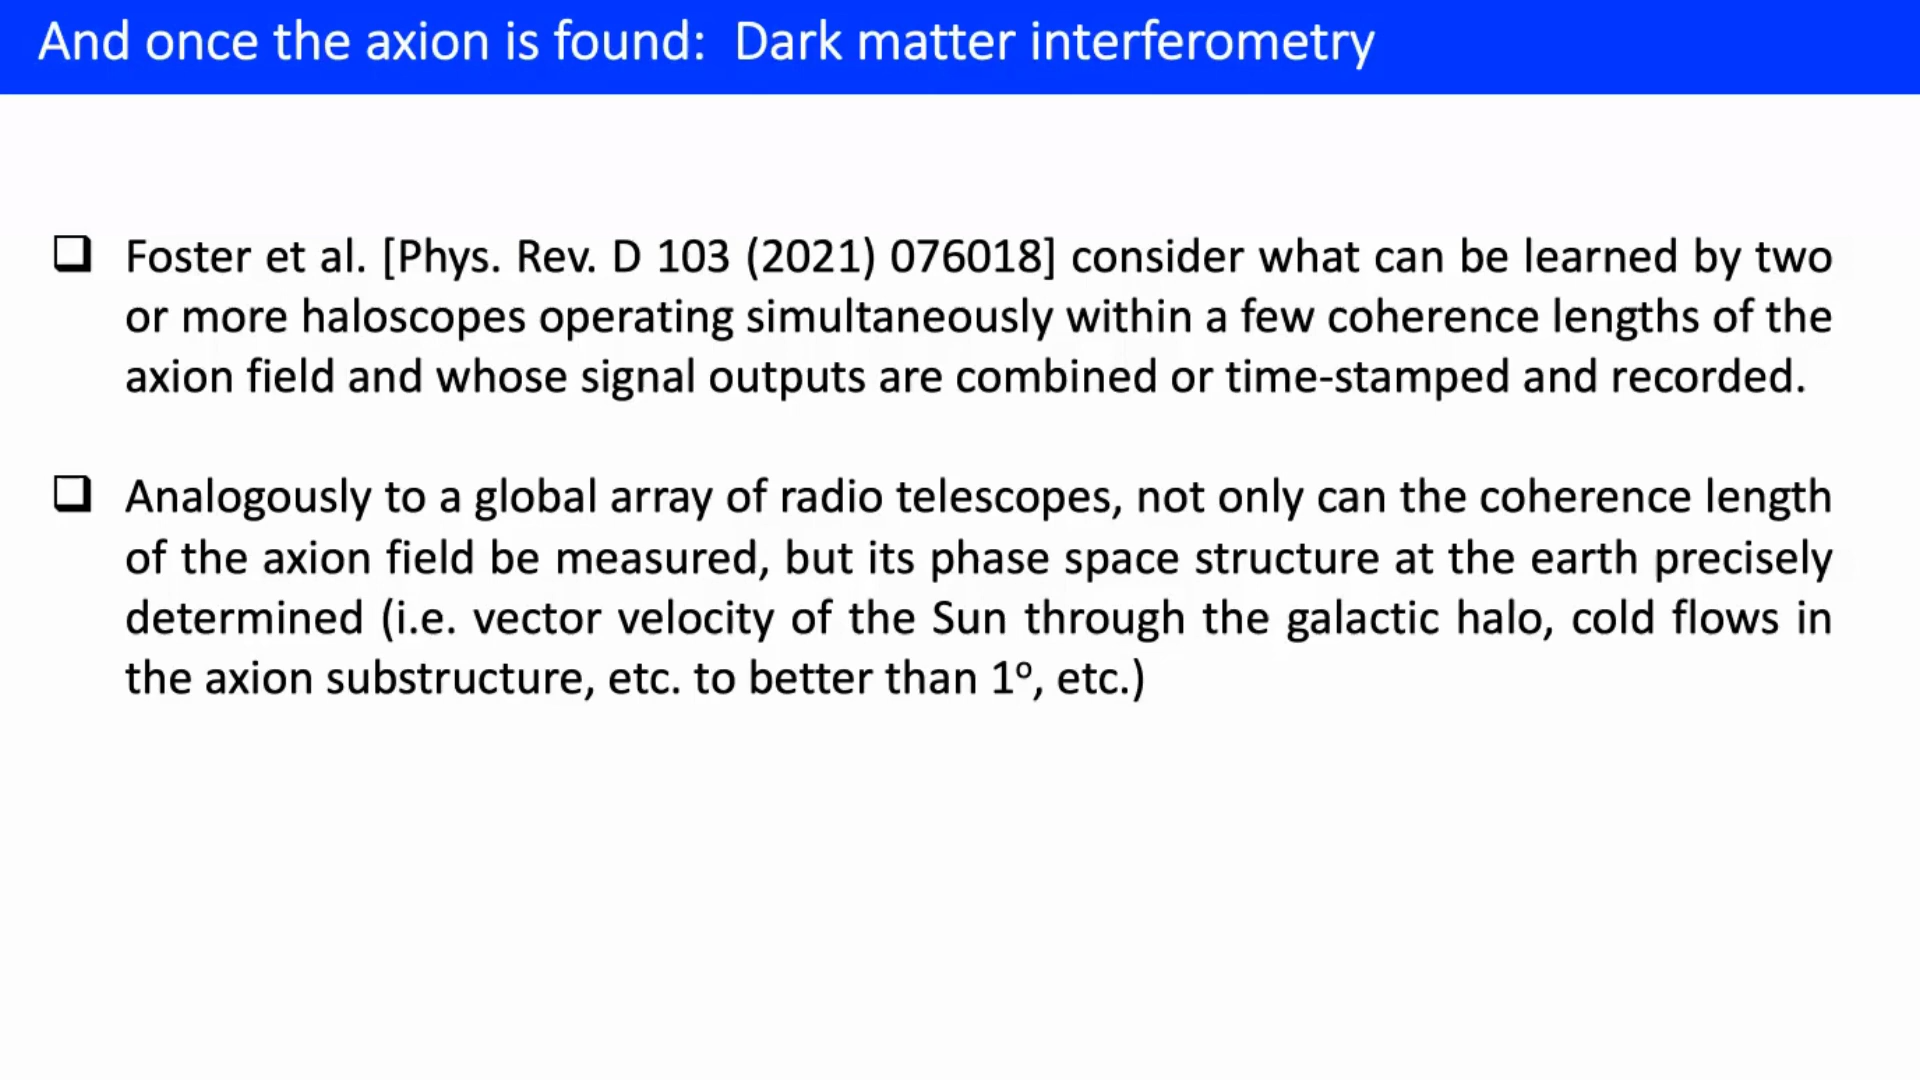 And once the axion is found:  Dark matter interferometry
❑ Foster et al. [Phys. Rev. D 103 (2021) 076018] consider what can be learned by two
or more haloscopes operating simultaneously within a few coherence lengths of the
axion field and whose signal outputs are combined or time-stamped and recorded.
❑ Analogously to a global array of radio telescopes, not only can the coherence length
of the axion field be measured, but its phase space structure at the earth precisely
determined (i.e. vector velocity of the Sun through the galactic halo, cold flows in
the axion substructure, etc. to better than 1º, etc.)